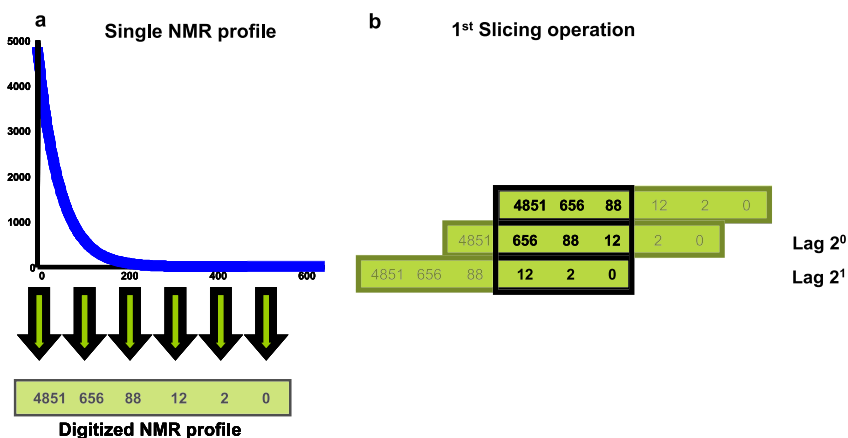 a
Single NMR profile
5000
4000
3000
2000
1000
0
0 200 400 600
4851 656 88 12 2 0
Digitized NMR profile
b
1st Slicing operation
4851 656 88 12 2 0
4851 656 88 12 2 0 Lag 2⁰
4851 656 88 12 2 0 Lag 2¹